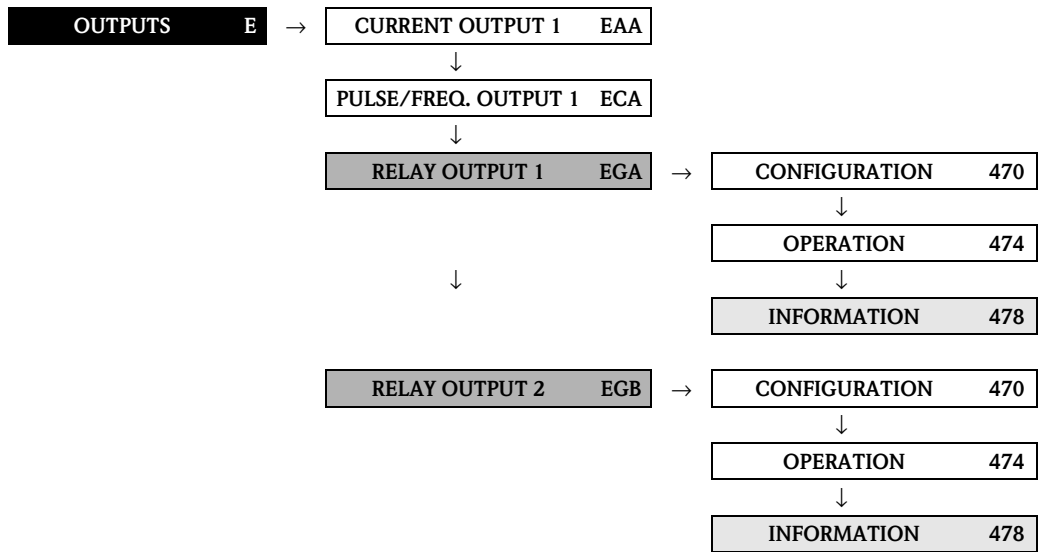 OUTPUTS E → CURRENT OUTPUT 1 EAA
↓
PULSE/FREQ. OUTPUT 1 ECA
↓
RELAY OUTPUT 1 EGA → CONFIGURATION 470
↓
OPERATION 474
↓ ↓
INFORMATION 478
RELAY OUTPUT 2 EGB → CONFIGURATION 470
↓
OPERATION 474
↓
INFORMATION 478